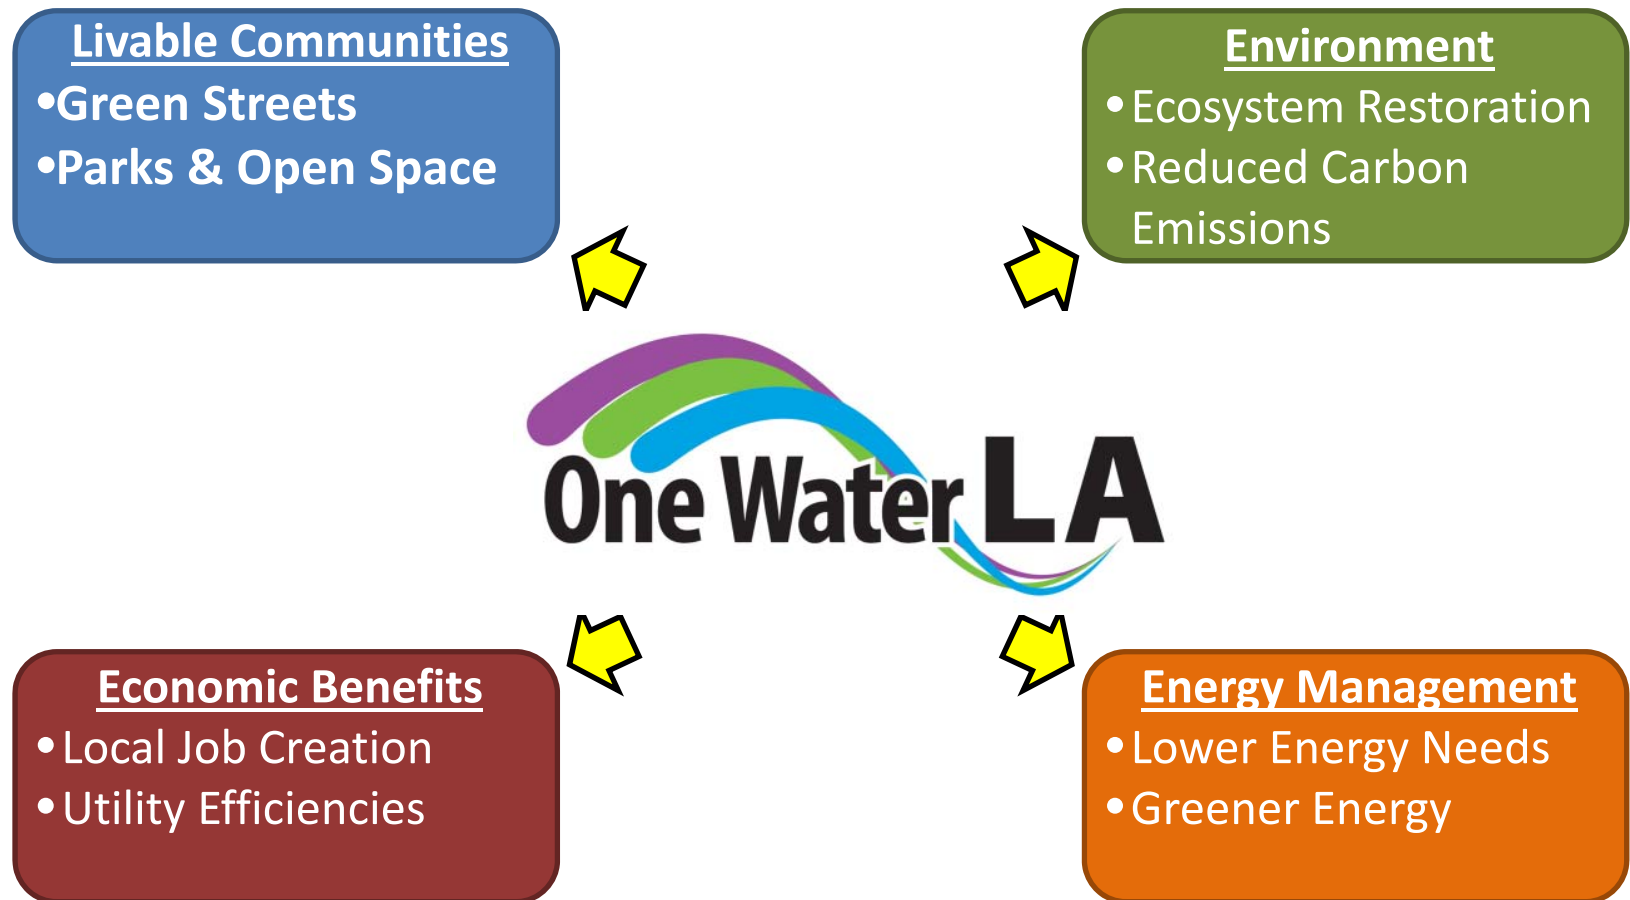 Livable Communities
•Green Streets
•Parks & Open Space
Environment
•Ecosystem Restoration
•Reduced Carbon
Emissions
One Water LA
Economic Benefits
•Local Job Creation
•Utility Efficiencies
Energy Management
•Lower Energy Needs
•Greener Energy